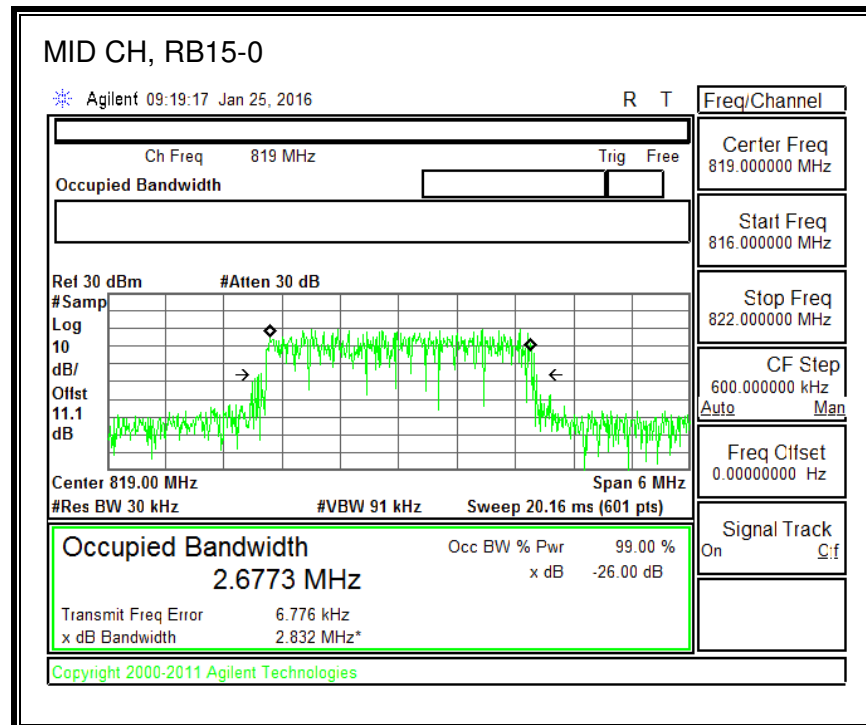 MID CH, RB15-0
Agilent 09:19:17 Jan 25, 2016 R T
Freq/Channel
Ch Freq 819 MHz Trig Free
Occupied Bandwidth
Center Freq
819.000000 MHz
Start Freq
816.000000 MHz
Stop Freq
822.000000 MHz
CF Step
600.000000 kHz
Auto Man
Freq Offset
0.00000000 Hz
Signal Track
On Off
Ref 30 dBm #Atten 30 dB
#Samp
Log
10
dB/
Offst
11.1
dB
Center 819.00 MHz Span 6 MHz
#Res BW 30 kHz #VBW 91 kHz Sweep 20.16 ms (601 pts)
Occupied Bandwidth Occ BW % Pwr 99.00 %
2.6773 MHz x dB -26.00 dB
Transmit Freq Error 6.776 kHz
x dB Bandwidth 2.832 MHz*
Copyright 2000-2011 Agilent Technologies